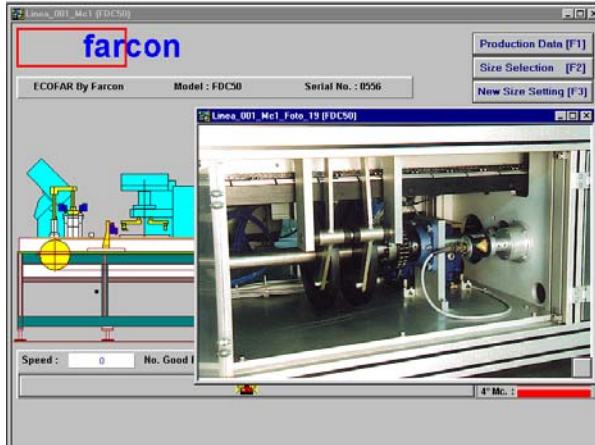 Linea_001_Mc1 (FDC50)
farcon
Production Data [F1]
Size Selection [F2]
New Size Setting [F3]
ECOFAR By Farcon Model : FDC50 Serial No. : 0556
Linea_001_Mc1_Foto_19 (FDC50)
Speed : 0 No. Good
4° Mc. :